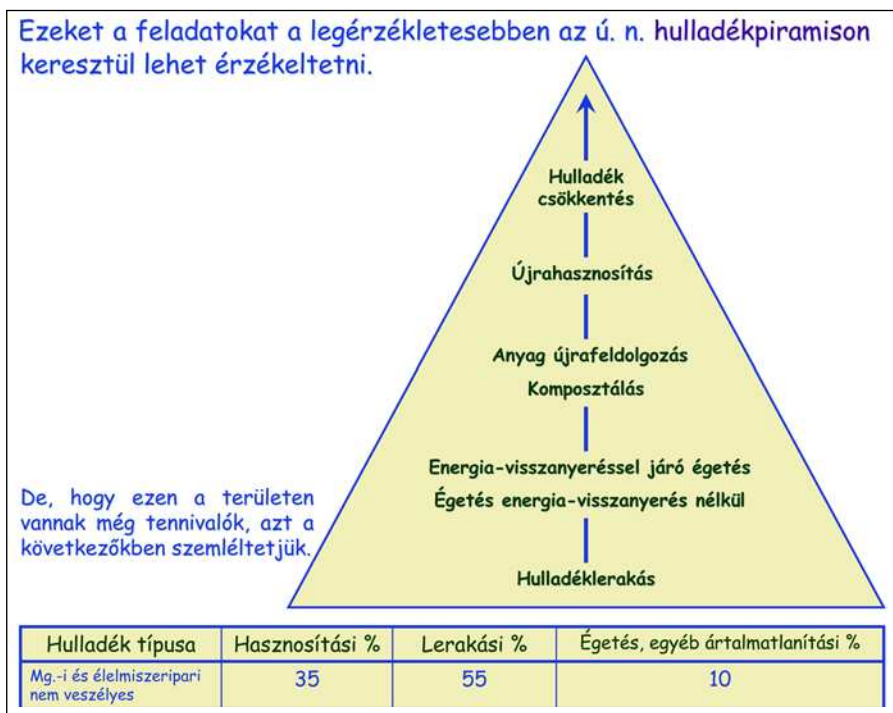 Ezeket a feladatokat a legérzékletesebben az ú. n. hulladékpiramison
keresztül lehet érzékeltetni.
Hulladék
csökkentés
Újrahasznosítás
Anyag újrafeldolgozás
Komposztálás
Energia-visszanyeréssel járó égetés
Égetés energia-visszanyerés nélkül
Hulladéklerakás
De, hogy ezen a területen
vannak még tennivalók, azt a
következőkben szemléltetjük.
Hulladék típusa Hasznosítási % Lerakási % Égetés, egyéb ártalmatlanítási %
Mg.-i és élelmiszeripari
nem veszélyes 35 55 10